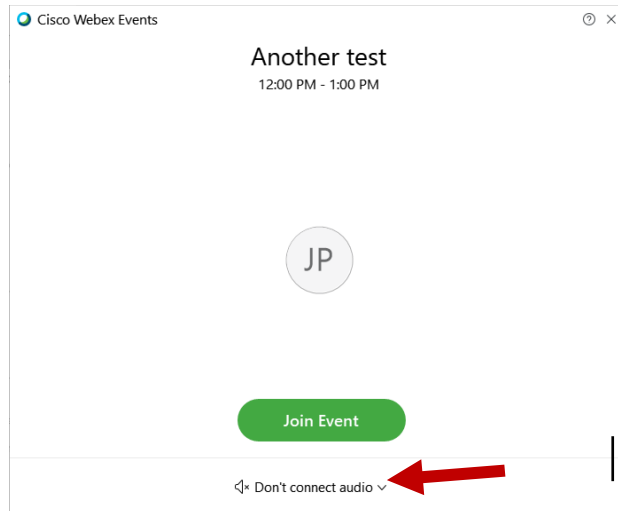 Cisco Webex Events
Another test
12:00 PM - 1:00 PM
JP
Join Event
Don't connect audio